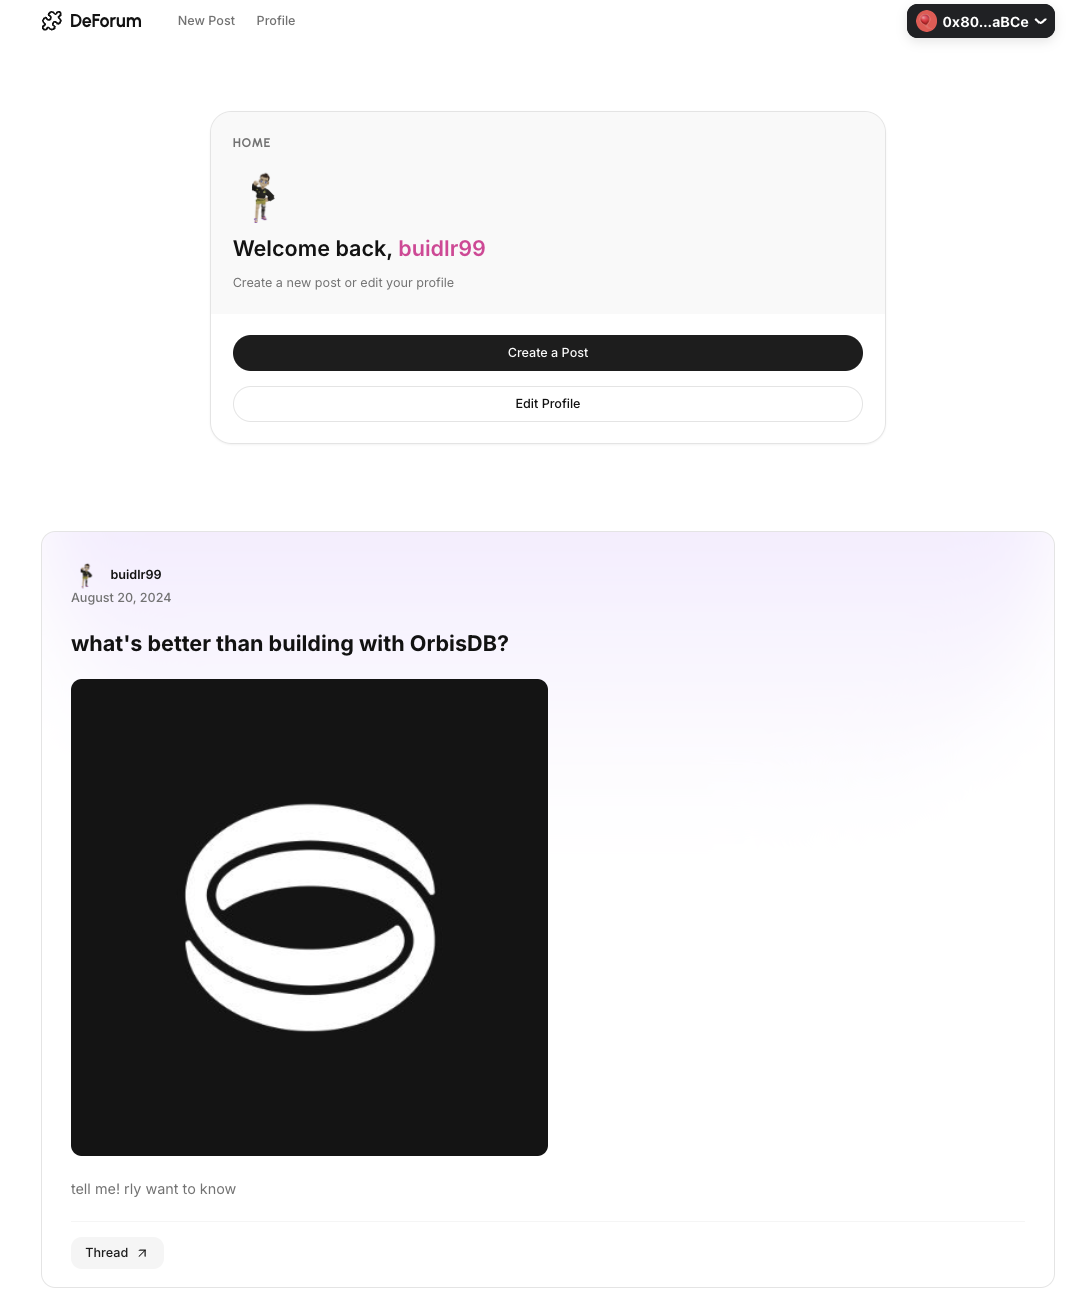 DeForum
New Post
Profile
0x80...aBCe
HOME
Welcome back, buidlr99
Create a new post or edit your profile
Create a Post
Edit Profile
buidlr99
August 20, 2024
what's better than building with OrbisDB?
tell me! rly want to know
Thread